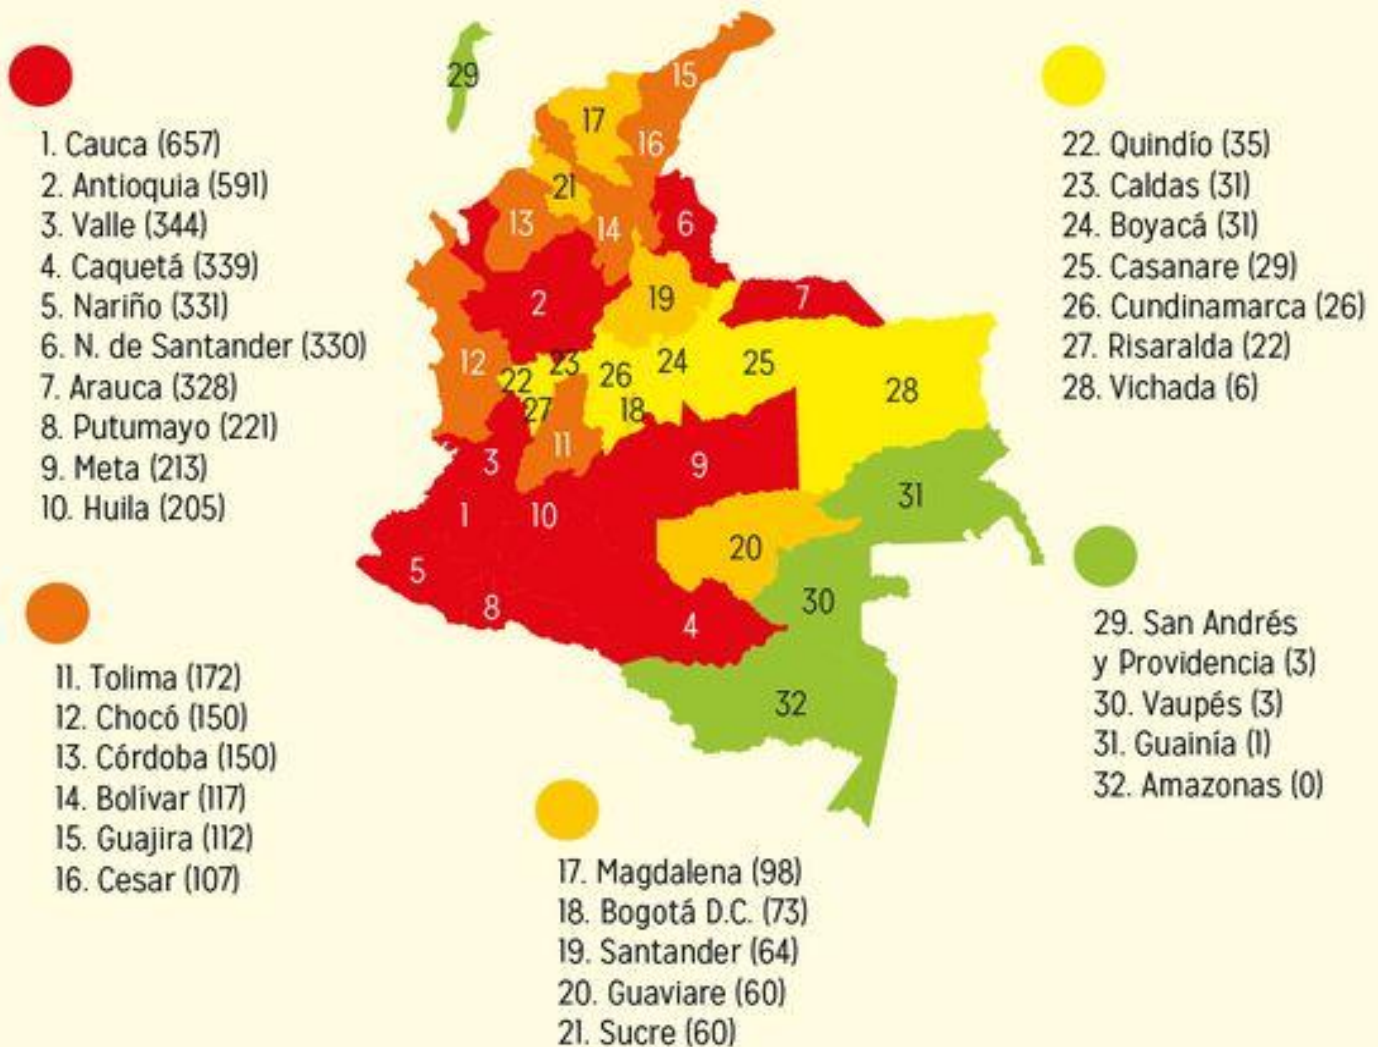 1. Cauca (657)
2. Antioquia (591)
3. Valle (344)
4. Caquetá (339)
5. Nariño (331)
6. N. de Santander (330)
7. Arauca (328)
8. Putumayo (221)
9. Meta (213)
10. Huila (205)
11. Tolima (172)
12. Chocó (150)
13. Córdoba (150)
14. Bolívar (117)
15. Guajira (112)
16. Cesar (107)
29
15
17
16
21
13
14
6
2
19
7
12
22
23
26
24
25
28
27
18
11
3
9
31
1
10
20
5
8
4
30
32
17. Magdalena (98)
18. Bogotá D.C. (73)
19. Santander (64)
20. Guaviare (60)
21. Sucre (60)
22. Quindío (35)
23. Caldas (31)
24. Boyacá (31)
25. Casanare (29)
26. Cundinamarca (26)
27. Risaralda (22)
28. Vichada (6)
29. San Andrés
y Providencia (3)
30. Vaupés (3)
31. Guainía (1)
32. Amazonas (0)